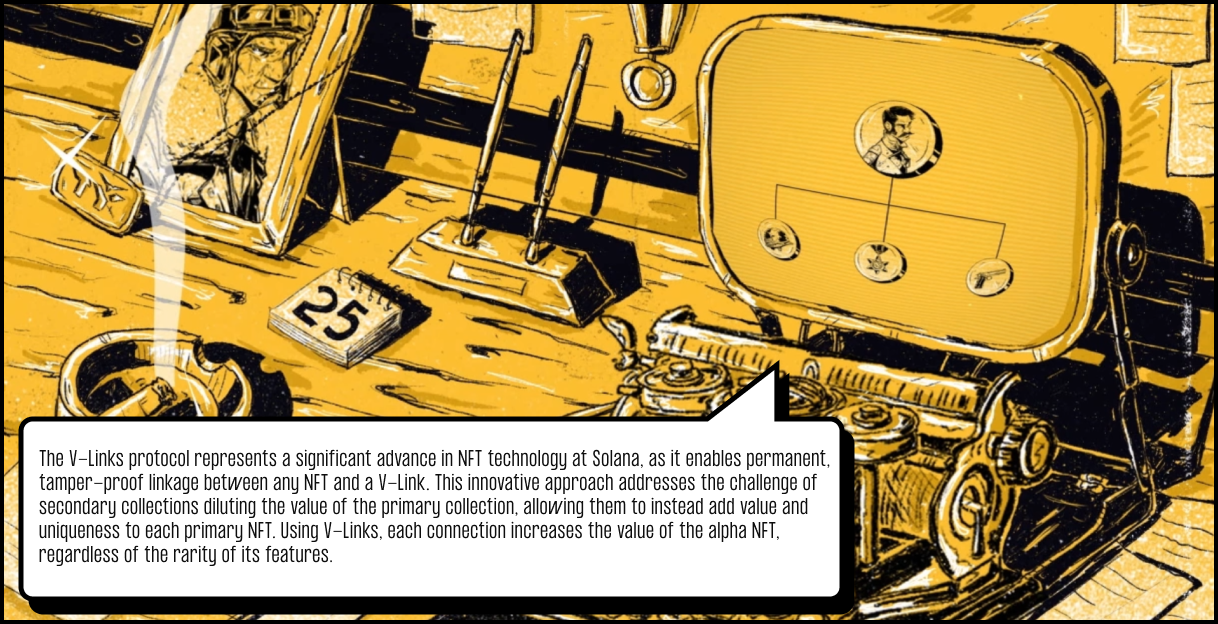 25
The V-Links protocol represents a significant advance in NFT technology at Solana, as it enables permanent,
tamper-proof linkage between any NFT and a V-Link. This innovative approach addresses the challenge of
secondary collections diluting the value of the primary collection, allowing them to instead add value and
uniqueness to each primary NFT. Using V-Links, each connection increases the value of the alpha NFT,
regardless of the rarity of its features.